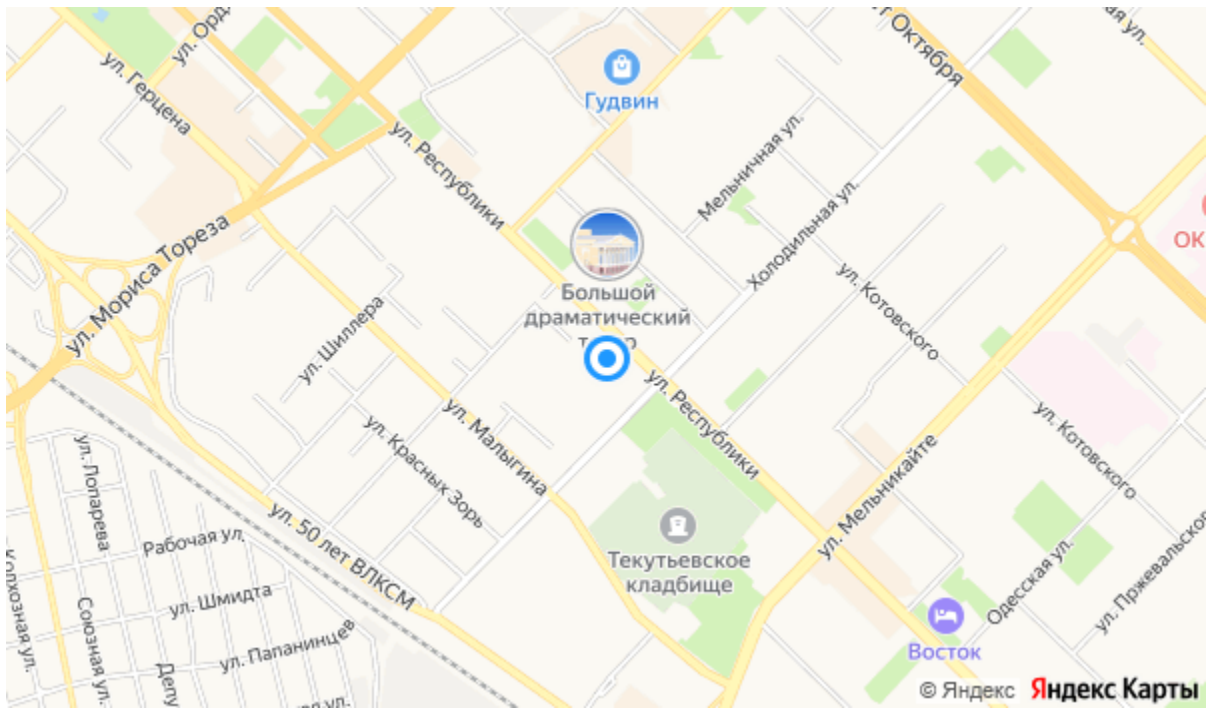 ул. Герцена
ул. Орд
т Октября
ая ул.
Гудвин
ул. Республики
Мельничная ул.
Холодильная ул.
ОК
ул. Мориса Тореза
ул. Шиллера
Большой
драматический
ул. Котовского
ул. Республики
ул. Малыгина
ул. Красных Зорь
ул. Котовского
ул. Мельникайте
ул. Лопарева
Рабочая ул.
ул. 50 лет ВЛКСМ
Текутьевское
кладбище
Колхозная ул.
Союзная ул.
ул. Шмидта
ул. Папанинцев
Депу
ул.
Одесская ул.
ул. Пржевальског
Восток
© Яндекс Яндекс Карты